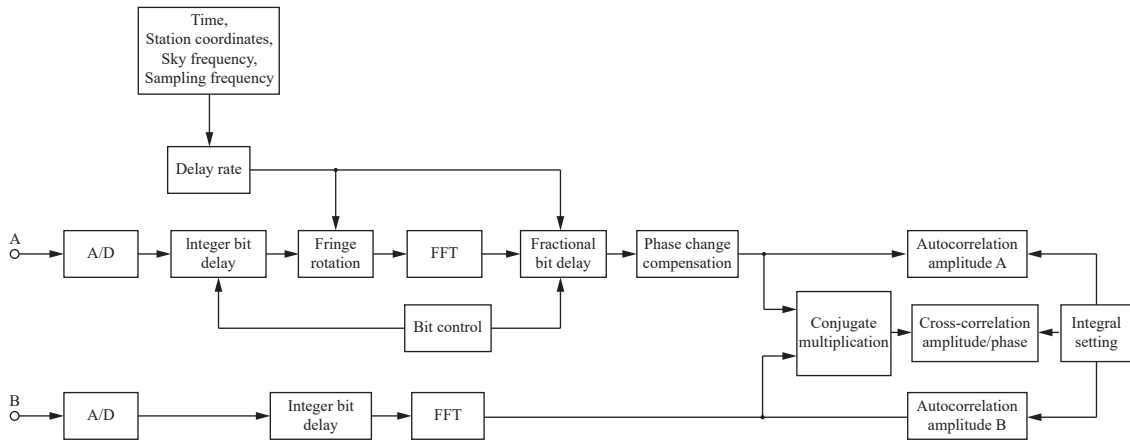 Time,
Station coordinates,
Sky frequency,
Sampling frequency
Delay rate
A
A/D
Integer bit
delay
Fringe
rotation
FFT
Fractional
bit delay
Phase change
compensation
Autocorrelation
amplitude A
Bit control
Conjugate
multiplication
Cross-correlation
amplitude/phase
Integral
setting
B
A/D
Integer bit
delay
FFT
Autocorrelation
amplitude B